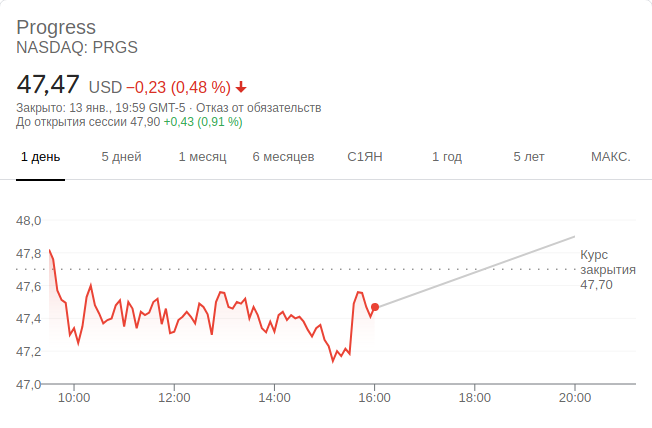 Progress
NASDAQ: PRGS
47,47 USD −0,23 (0,48 %)
Закрыто: 13 янв., 19:59 GMT-5 · Отказ от обязательств
До открытия сессии 47,90 +0,43 (0,91 %)
1 день 5 дней 1 месяц 6 месяцев С1ЯН 1 год 5 лет МАКС.
48,0
47,8
47,6
47,4
47,2
47,0
Курс
закрытия
47,70
10:00 12:00 14:00 16:00 18:00 20:00